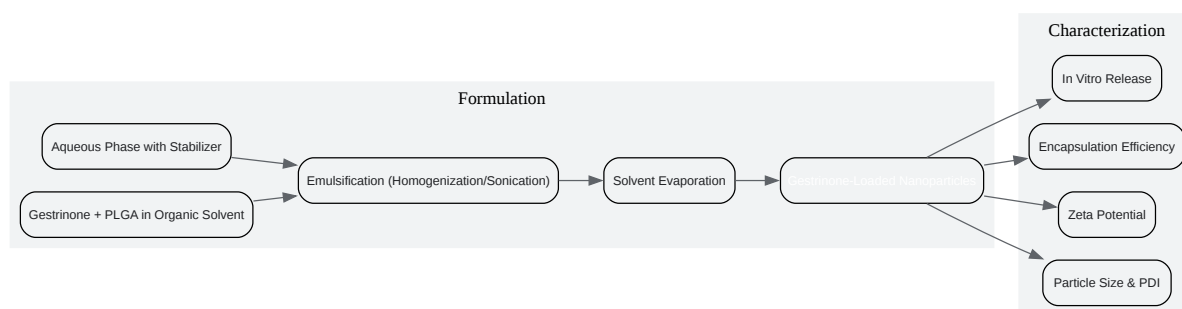 Formulation
Aqueous Phase with Stabilizer
Gestrinone + PLGA in Organic Solvent
Emulsification (Homogenization/Sonication)
Solvent Evaporation
Gestrinone-Loaded Nanoparticles
Characterization
In Vitro Release
Encapsulation Efficiency
Zeta Potential
Particle Size & PDI